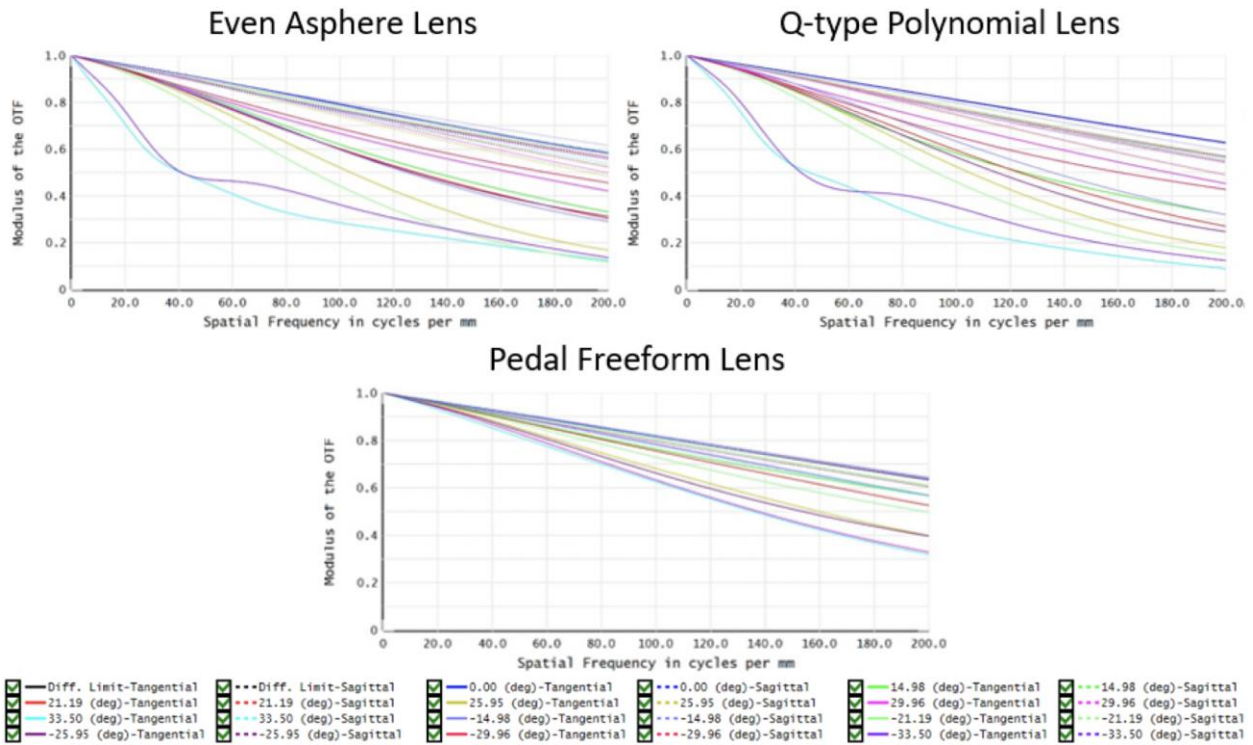 Even Asphere Lens
Q-type Polynomial Lens
1.0
0.8
0.6
0.4
0.2
0
Modulus of the OTF
0 20.0 40.0 60.0 80.0 100.0 120.0 140.0 160.0 180.0 200.0
Spatial Frequency in cycles per mm
1.0
0.8
0.6
0.4
0.2
0
Modulus of the OTF
0 20.0 40.0 60.0 80.0 100.0 120.0 140.0 160.0 180.0 200.0
Spatial Frequency in cycles per mm
Pedal Freeform Lens
1.0
0.8
0.6
0.4
0.2
0
Modulus of the OTF
0 20.0 40.0 60.0 80.0 100.0 120.0 140.0 160.0 180.0 200.0
Spatial Frequency in cycles per mm
Diff. Limit-Tangential Diff. Limit-Sagittal 0.00 (deg)-Tangential 0.00 (deg)-Sagittal 14.98 (deg)-Tangential 14.98 (deg)-Sagittal
21.19 (deg)-Tangential 21.19 (deg)-Sagittal 25.95 (deg)-Tangential 25.95 (deg)-Sagittal 29.96 (deg)-Tangential 29.96 (deg)-Sagittal
33.50 (deg)-Tangential 33.50 (deg)-Sagittal -14.98 (deg)-Tangential -14.98 (deg)-Sagittal -21.19 (deg)-Tangential -21.19 (deg)-Sagittal
-25.95 (deg)-Tangential -25.95 (deg)-Sagittal -29.96 (deg)-Tangential -29.96 (deg)-Sagittal -33.50 (deg)-Tangential -33.50 (deg)-Sagittal